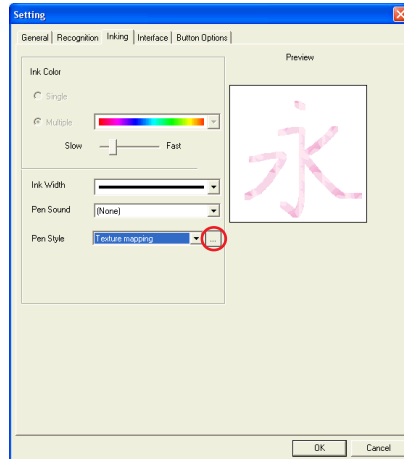 Setting
General Recognition Inking Interface Button Options
Preview
Ink Color
Single
Multiple
Slow Fast
永
Ink Width
Pen Sound (None)
Pen Style Texture mapping ...
OK Cancel